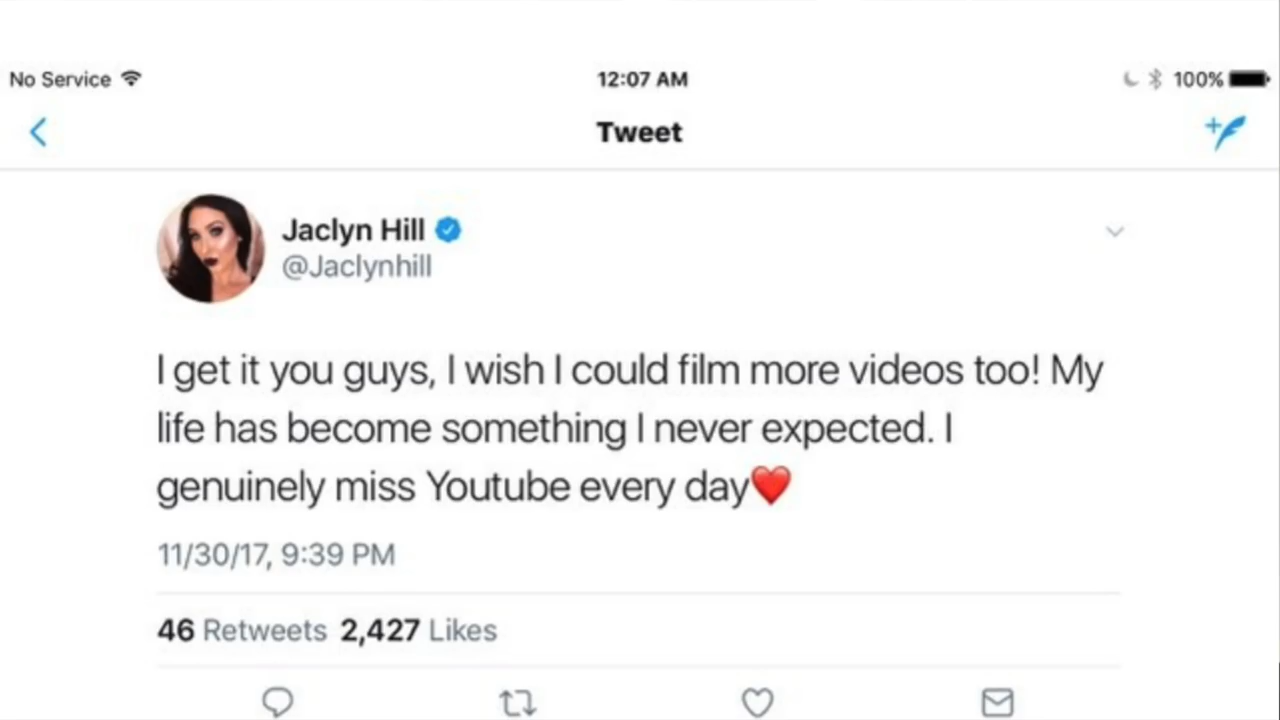 No Service 12:07 AM 100%
Tweet
Jaclyn Hill
@Jaclynhill
I get it you guys, I wish I could film more videos too! My
life has become something I never expected. I
genuinely miss Youtube every day❤️
11/30/17, 9:39 PM
46 Retweets 2,427 Likes